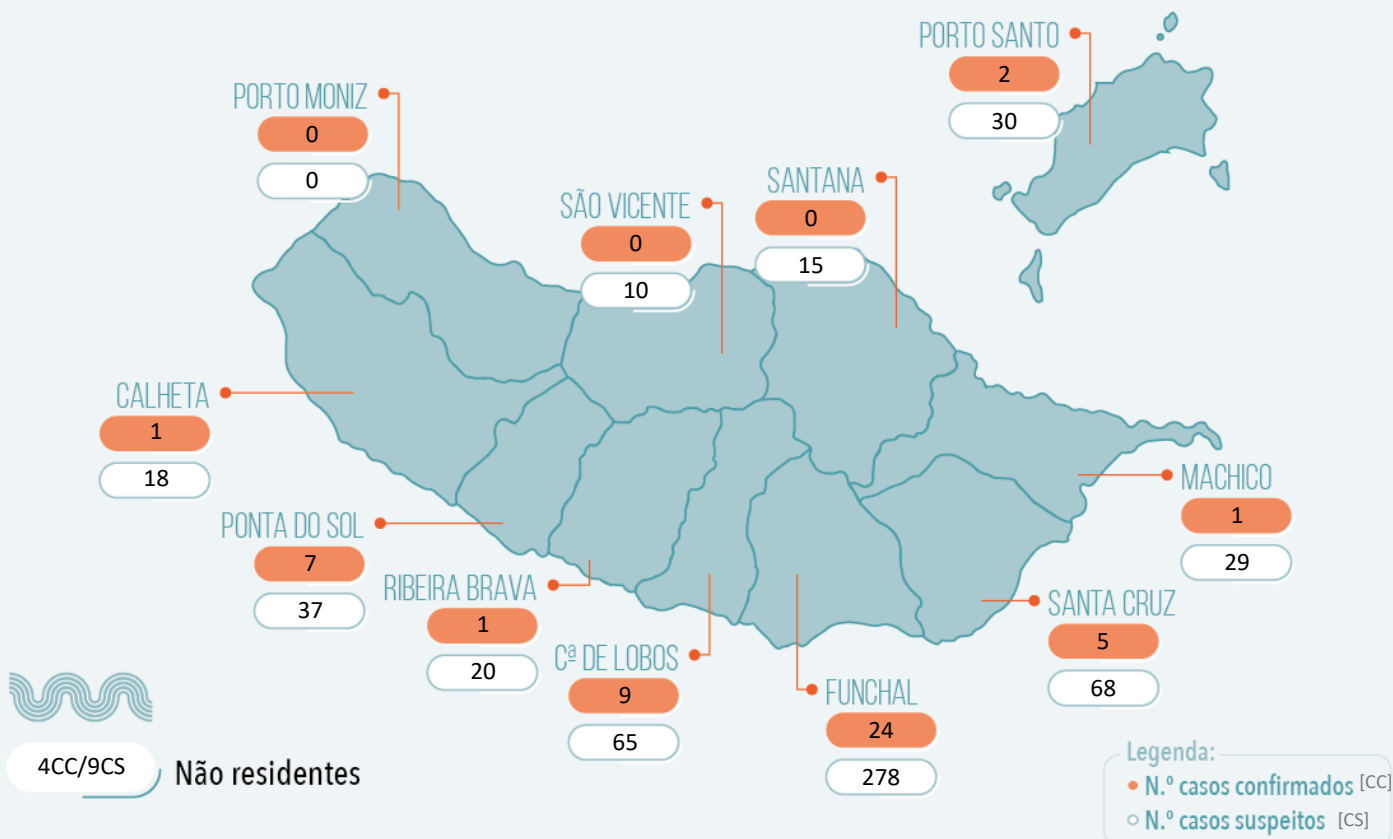 PORTO SANTO
2
30
PORTO MONIZ
0
0
SANTANA
0
15
SÃO VICENTE
0
10
CALHETA
1
18
MACHICO
1
29
PONTA DO SOL
7
37
RIBEIRA BRAVA
1
20
SANTA CRUZ
5
68
Cª DE LOBOS
9
65
FUNCHAL
24
278
4CC/9CS Não residentes
Legenda:
N.º casos confirmados [CC]
N.º casos suspeitos [CS]